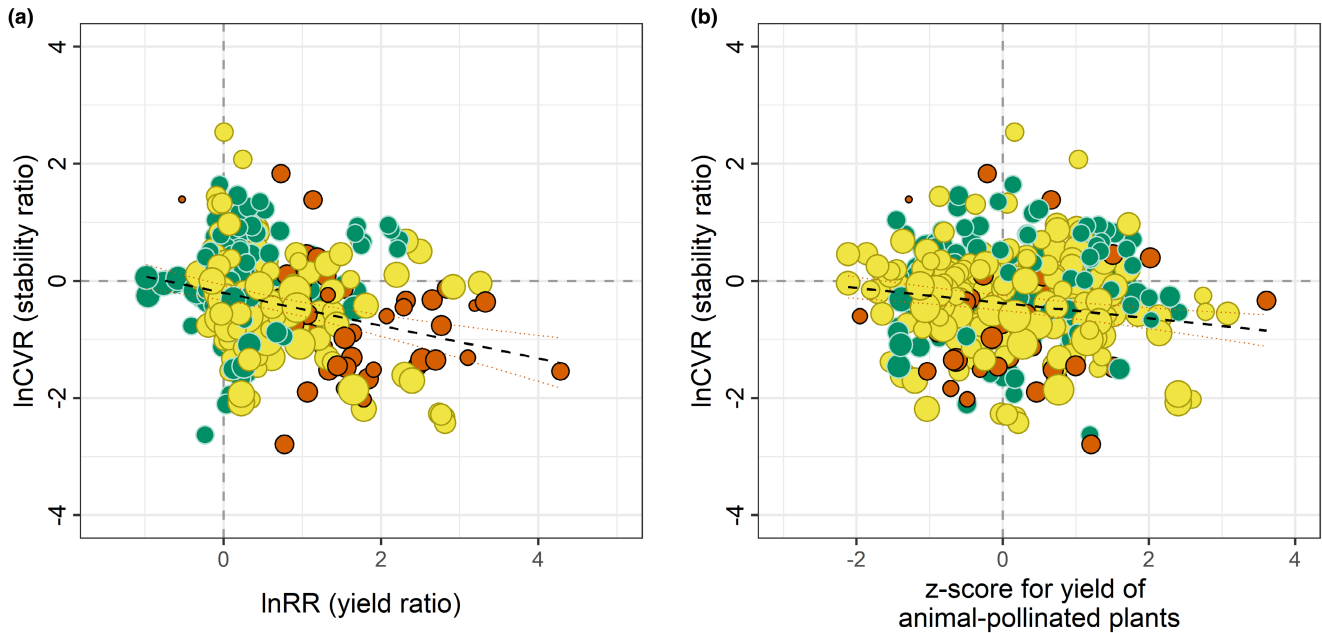 (a)
(b)
4
2
0
-2
-4
lnCVR (stability ratio)
0
2
4
lnRR (yield ratio)
4
2
0
-2
-4
lnCVR (stability ratio)
-2
0
2
4
z-score for yield of
animal-pollinated plants